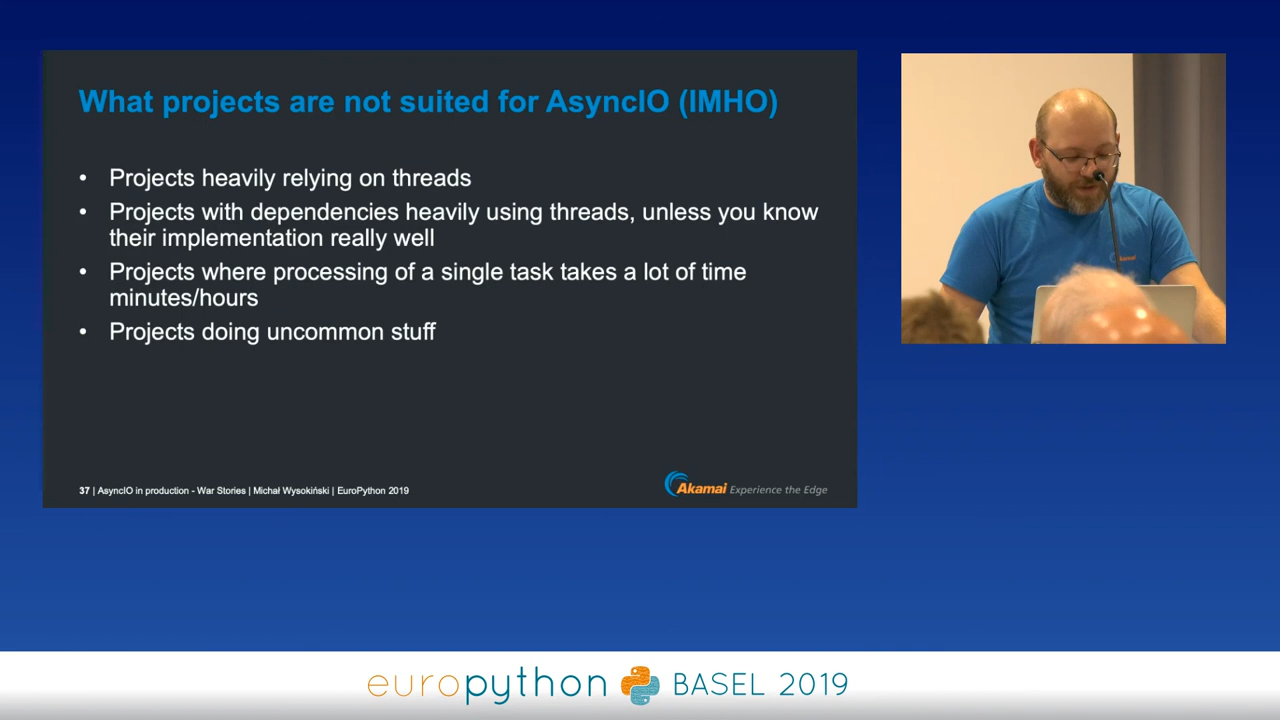 What projects are not suited for AsyncIO (IMHO)
• Projects heavily relying on threads
• Projects with dependencies heavily using threads, unless you know
their implementation really well
• Projects where processing of a single task takes a lot of time
minutes/hours
• Projects doing uncommon stuff
37 | AsyncIO in production - War Stories | Michał Wysokiński | EuroPython 2019
Akamai Experience the Edge
Akamai
europython BASEL 2019